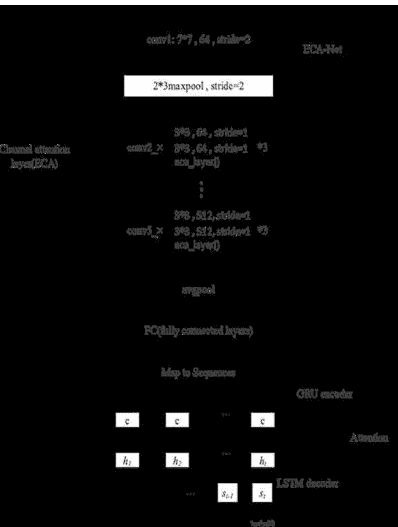 conv1: 7*7, 64, stride=2
ECA-Net
2*3maxpool, stride=2
3*3, 64, stride=1
Channel attention
layer(ECA)
conv2_× 3*3, 64, stride=1 *3
eca_layer()
⋮
3*3, 512, stride=1
conv5_× 3*3, 512, stride=1 *3
eca_layer()
avgpool
FC(fully connected layers)
Map to Sequences
GRU encoder
c c ... c
Attention
h1 h2 ... ht
LSTM decoder
... st-1 st